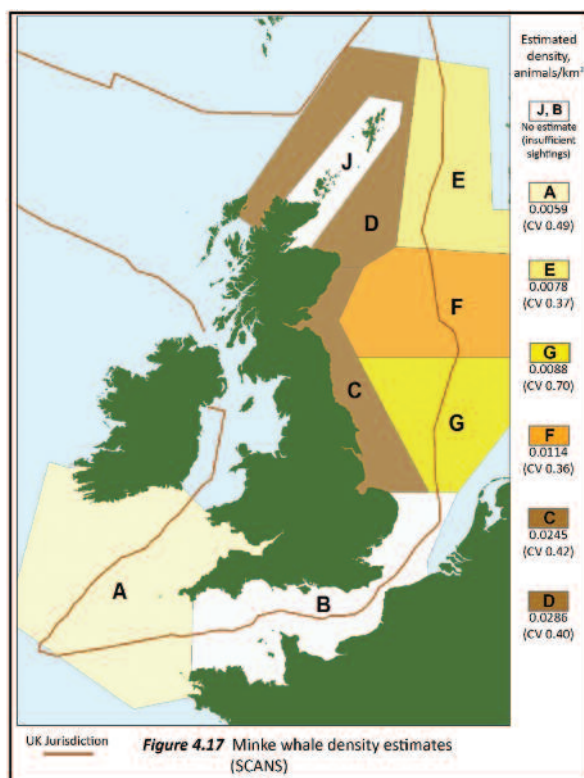 Estimated
density,
animals/km²
J, B
No estimate
(insufficient
sightings)
A
0.0059
(CV 0.49)
E
0.0078
(CV 0.37)
G
0.0088
(CV 0.70)
F
0.0114
(CV 0.36)
C
0.0245
(CV 0.42)
D
0.0286
(CV 0.40)
J
E
D
F
C
G
A
B
UK Jurisdiction
Figure 4.17 Minke whale density estimates
(SCANS)